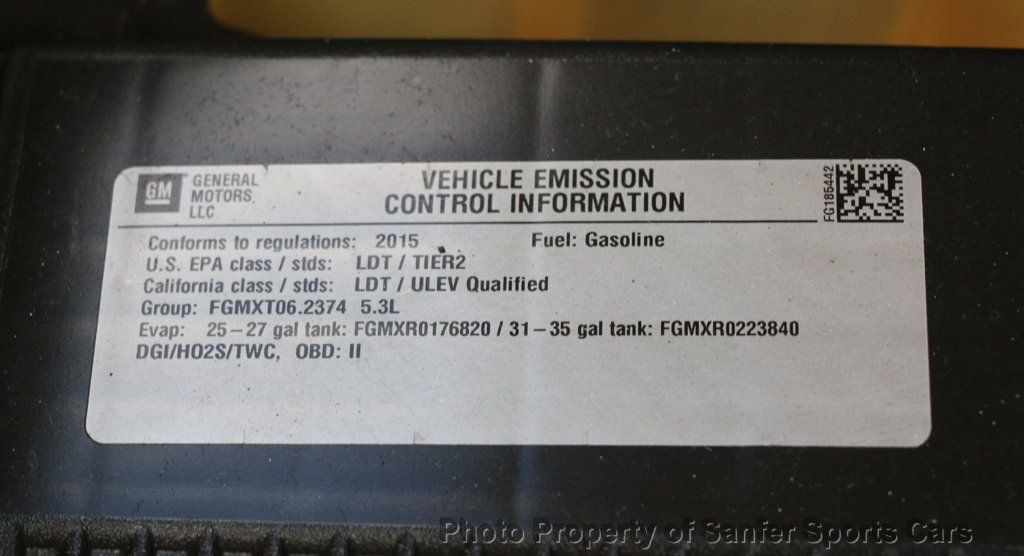 GM
GENERAL
MOTORS
LLC
VEHICLE EMISSION
CONTROL INFORMATION
FG185442
Conforms to regulations: 2015 Fuel: Gasoline
U.S. EPA class / stds: LDT / TIER2
California class / stds: LDT / ULEV Qualified
Group: FGMXT06.2374 5.3L
Evap: 25-27 gal tank: FGMXR0176820 / 31-35 gal tank: FGMXR0223840
DGI/HO2S/TWC, OBD: II
Photo Property of Sanfer Sports Cars